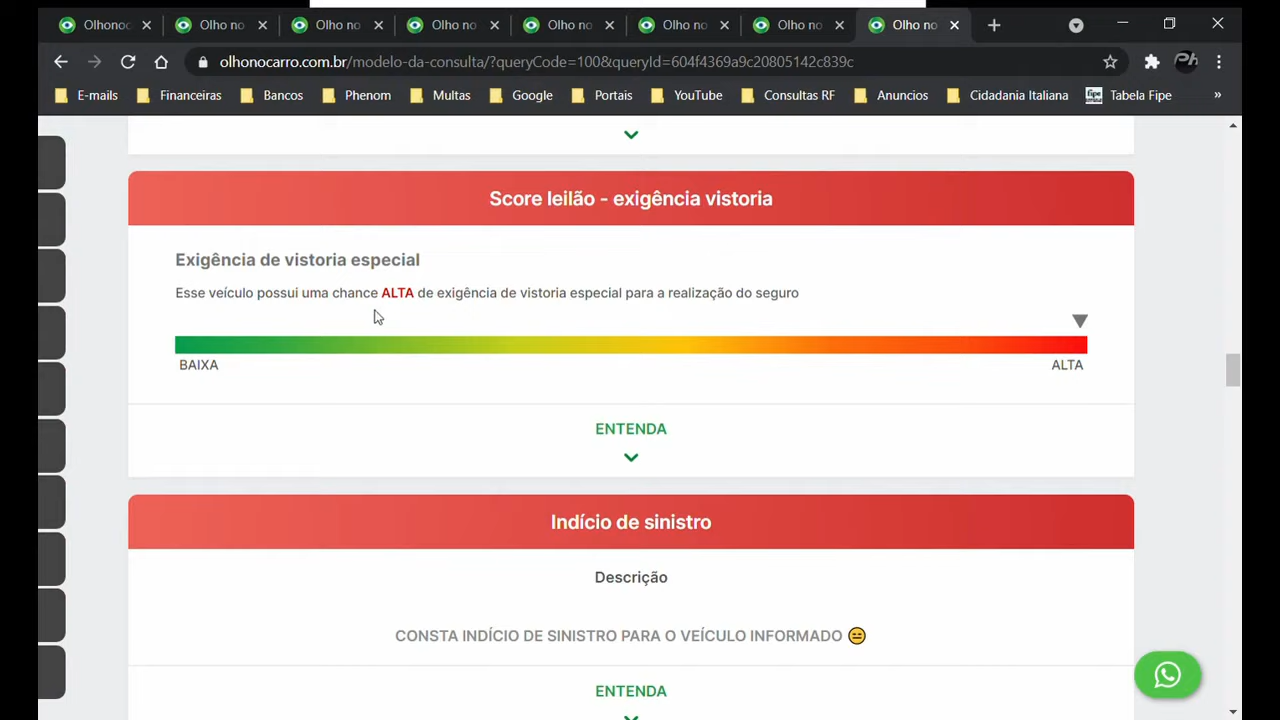 Olhonoc
Olho no
Olho no
Olho no
Olho no
Olho no
Olho no
Olho no
olhonocarro.com.br/modelo-da-consulta/?queryCode=100&queryId=604f4369a9c20805142c839c
E-mails
Financeiras
Bancos
Phenom
Multas
Google
Portais
YouTube
Consultas RF
Anuncios
Cidadania Italiana
fipe
Tabela Fipe
»
Score leilão - exigência vistoria
Exigência de vistoria especial
Esse veículo possui uma chance ALTA de exigência de vistoria especial para a realização do seguro
BAIXA
ALTA
ENTENDA
Indício de sinistro
Descrição
CONSTA INDÍCIO DE SINISTRO PARA O VEÍCULO INFORMADO 😑
ENTENDA